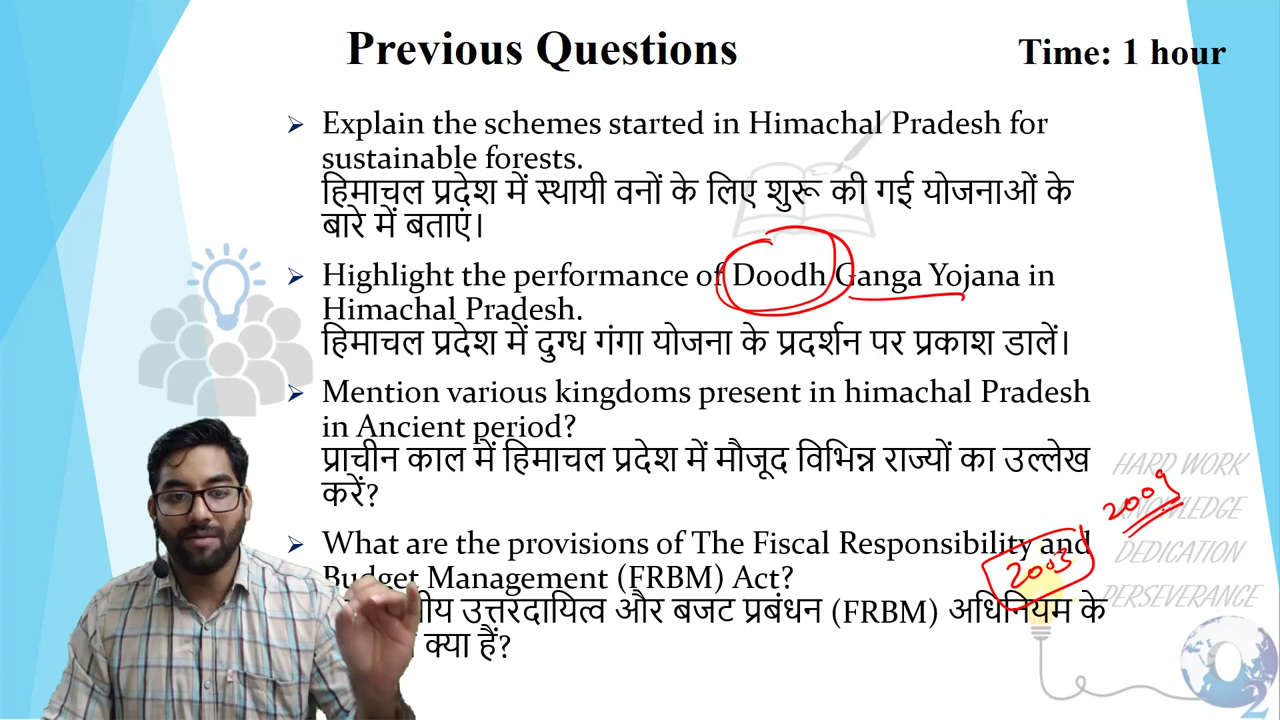 Previous Questions
Time: 1 hour
Explain the schemes started in Himachal Pradesh for
sustainable forests.
हिमाचल प्रदेश में स्थायी वनों के लिए शुरू की गई योजनाओं के
बारे में बताएं।
Highlight the performance of Doodh Ganga Yojana in
Himachal Pradesh.
हिमाचल प्रदेश में दुग्ध गंगा योजना के प्रदर्शन पर प्रकाश डालें।
Mention various kingdoms present in himachal Pradesh
in Ancient period?
प्राचीन काल में हिमाचल प्रदेश में मौजूद विभिन्न राज्यों का उल्लेख
करें?
What are the provisions of The Fiscal Responsibility and
Budget Management (FRBM) Act?
उत्तरदायित्व और बजट प्रबंधन (FRBM) अधिनियम के
क्या हैं?
2009
2003
HARD WORK
KNOWLEDGE
DEDICATION
PERSEVERANCE
O2